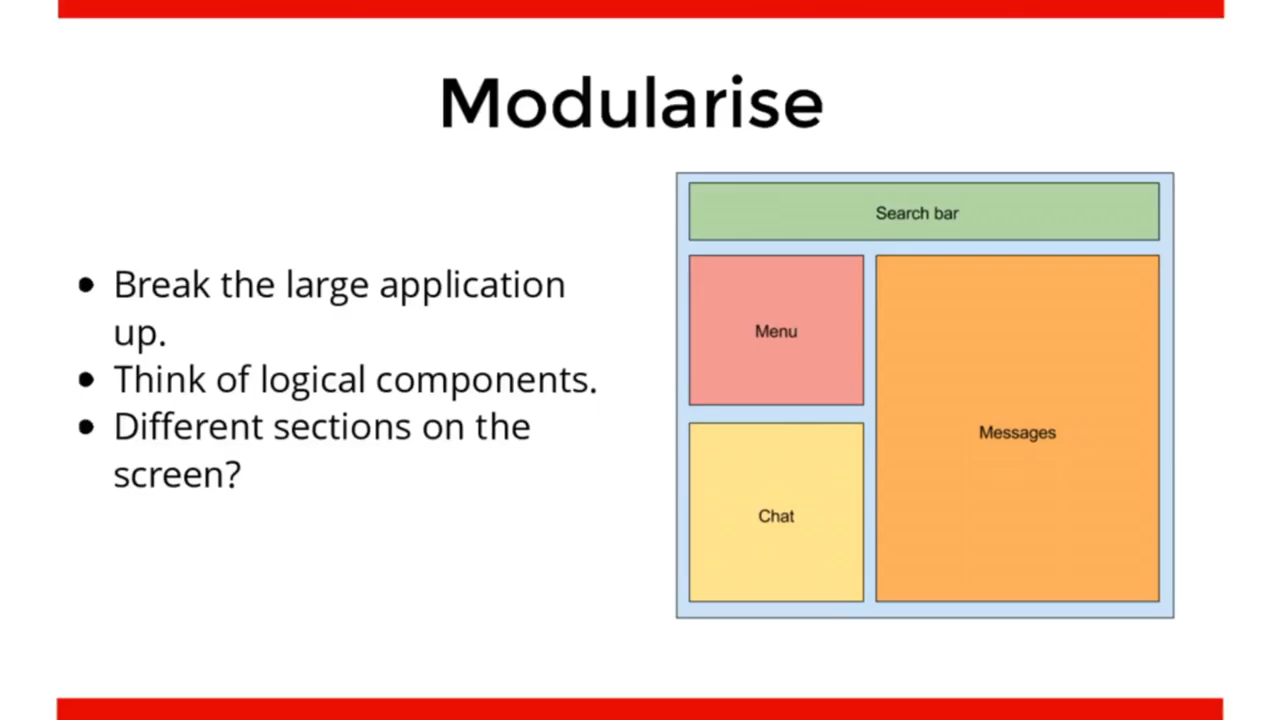 Modularise
• Break the large application
up.
• Think of logical components.
• Different sections on the
screen?
Search bar
Menu
Messages
Chat